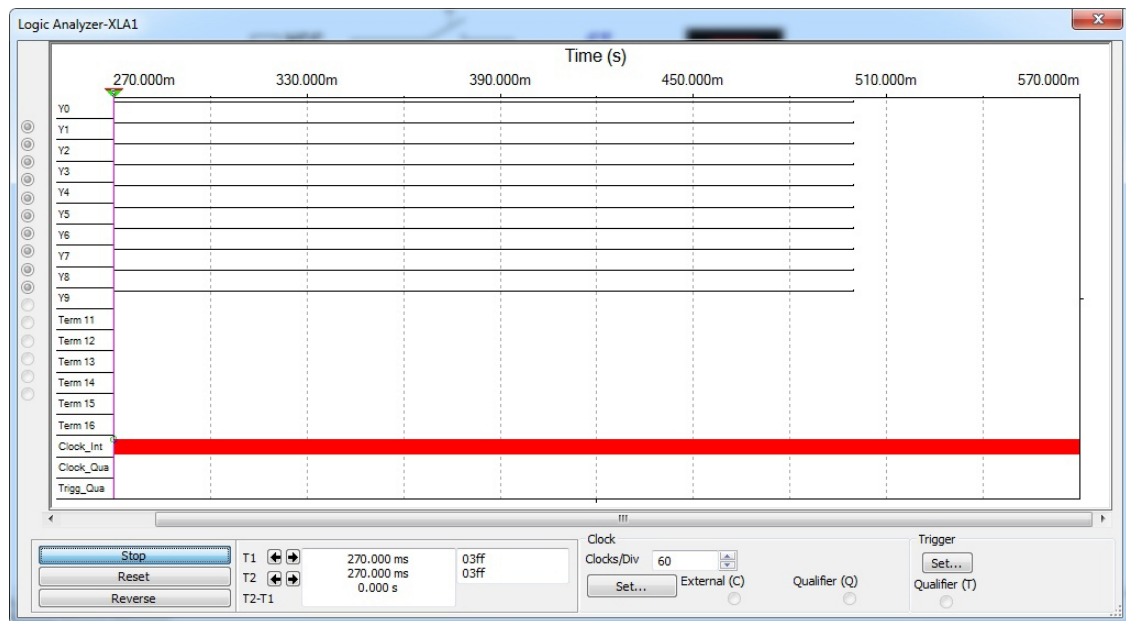 Logic Analyzer-XLA1
Time (s)
270.000m 330.000m 390.000m 450.000m 510.000m 570.000m
Y0
Y1
Y2
Y3
Y4
Y5
Y6
Y7
Y8
Y9
Term 11
Term 12
Term 13
Term 14
Term 15
Term 16
Clock_Int
Clock_Qua
Trigg_Qua
Stop
Reset
Reverse
T1 270.000 ms 03ff
T2 270.000 ms 03ff
T2-T1 0.000 s
Clock
Clocks/Div 60
Set... External (C) Qualifier (Q)
Trigger
Set...
Qualifier (T)